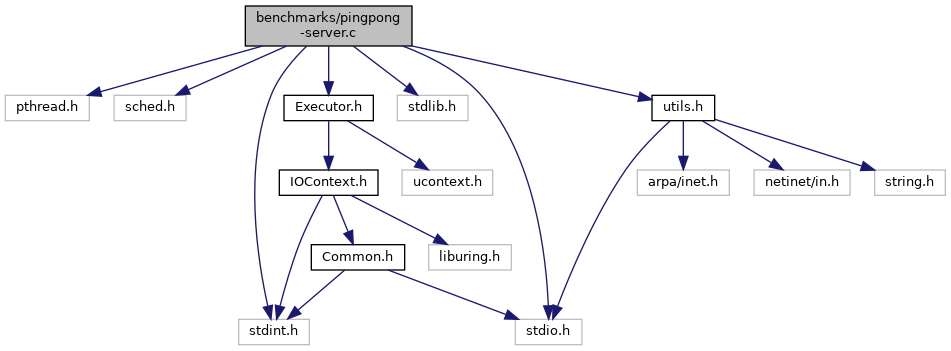 benchmarks/pingpong
-server.c
pthread.h
sched.h
Executor.h
stdlib.h
utils.h
IOContext.h
ucontext.h
arpa/inet.h
netinet/in.h
string.h
Common.h
liburing.h
stdint.h
stdio.h